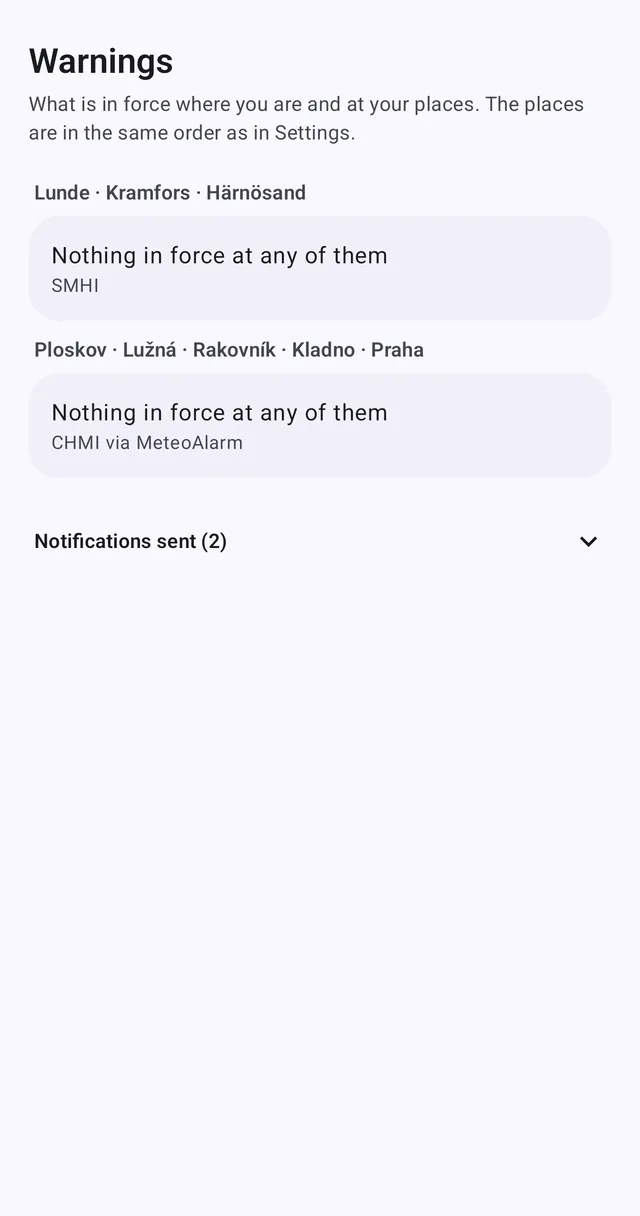 Warnings
What is in force where you are and at your places. The places
are in the same order as in Settings.
Lunde · Kramfors · Härnösand
Nothing in force at any of them
SMHI
Ploskov · Lužná · Rakovník · Kladno · Praha
Nothing in force at any of them
CHMI via MeteoAlarm
Notifications sent (2)